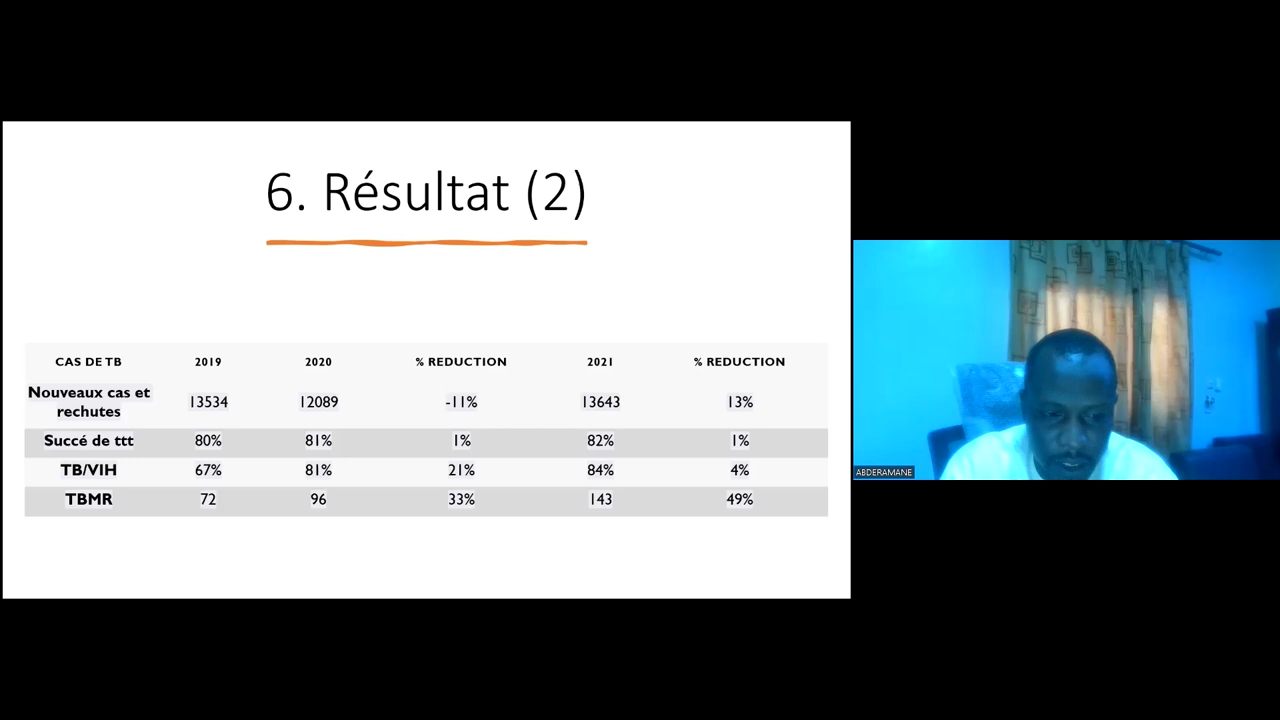 6. Résultat (2)
CAS DE TB 2019 2020 % REDUCTION 2021 % REDUCTION
Nouveaux cas et
rechutes 13534 12089 -11% 13643 13%
Succé de ttt 80% 81% 1% 82% 1%
TB/VIH 67% 81% 21% 84% 4%
TBMR 72 96 33% 143 49%
ABDERAMANE